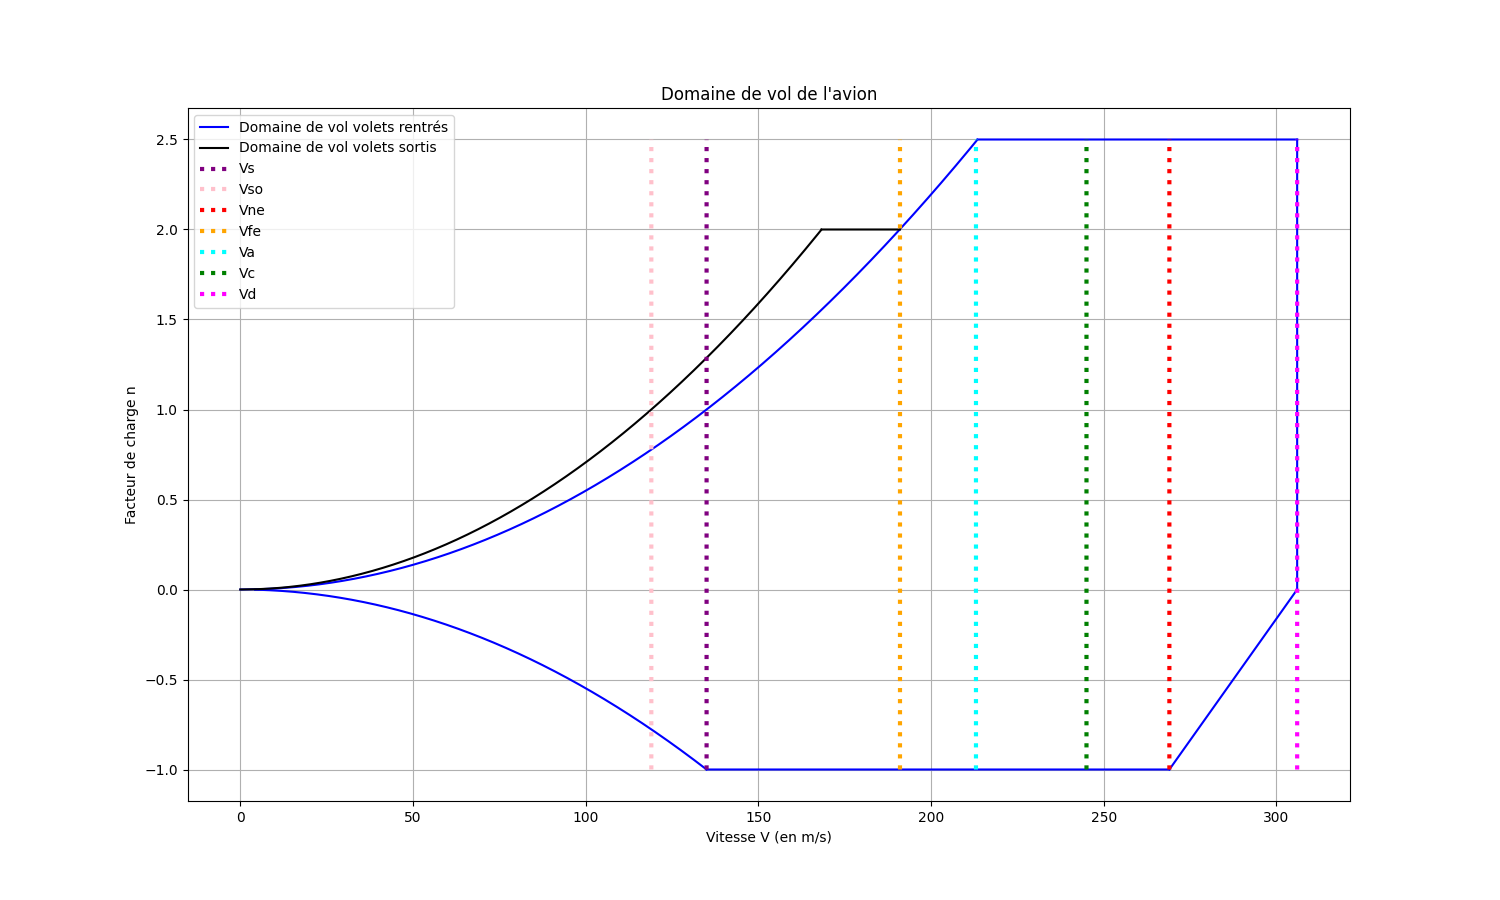 Domaine de vol de l'avion
Domaine de vol volets rentrés
Domaine de vol volets sortis
Vs
Vso
Vne
Vfe
Va
Vc
Vd
2.5
2.0
1.5
1.0
0.5
0.0
−0.5
−1.0
Facteur de charge n
0 50 100 150 200 250 300
Vitesse V (en m/s)